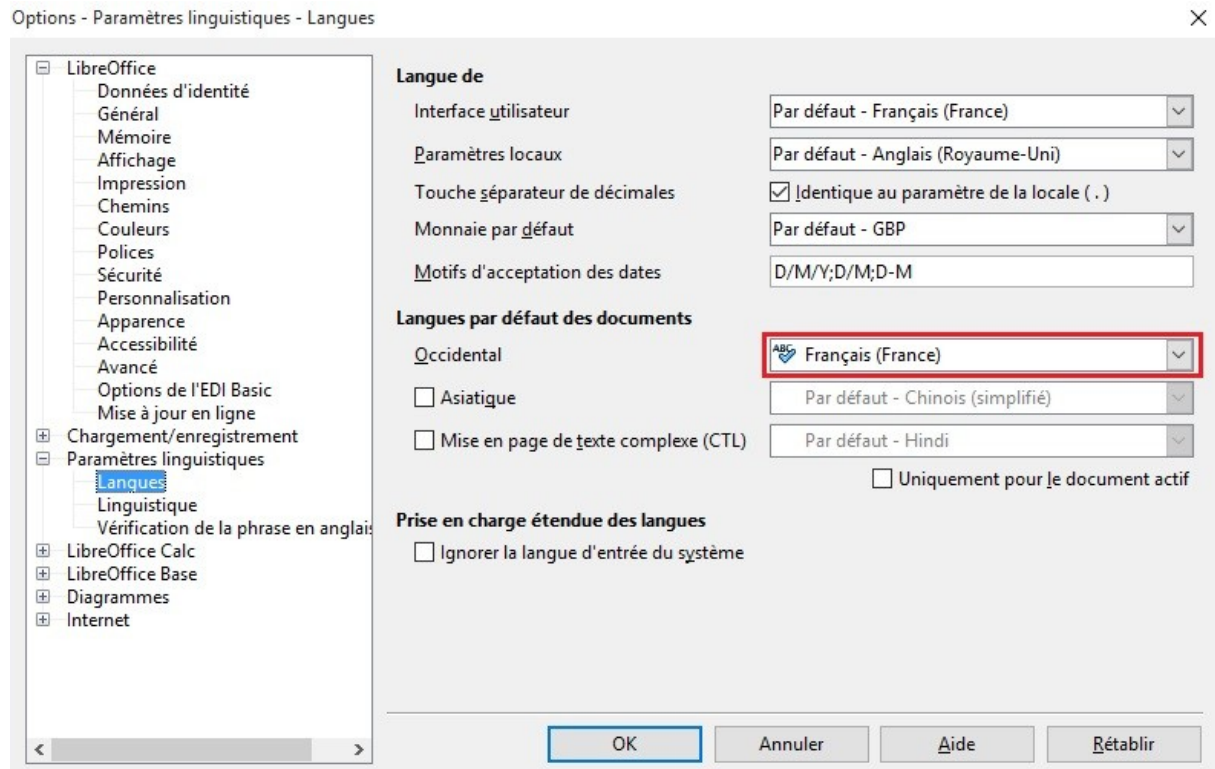 Options - Paramètres linguistiques - Langues
LibreOffice
Données d'identité
Général
Mémoire
Affichage
Impression
Chemins
Couleurs
Polices
Sécurité
Personnalisation
Apparence
Accessibilité
Avancé
Options de l'EDI Basic
Mise à jour en ligne
Chargement/enregistrement
Paramètres linguistiques
Langues
Linguistique
Vérification de la phrase en anglais
LibreOffice Calc
LibreOffice Base
Diagrammes
Internet
Langue de
Interface utilisateur Par défaut - Français (France)
Paramètres locaux Par défaut - Anglais (Royaume-Uni)
Touche séparateur de décimales Identique au paramètre de la locale ( . )
Monnaie par défaut Par défaut - GBP
Motifs d'acceptation des dates D/M/Y;D/M;D-M
Langues par défaut des documents
Occidental ABC Français (France)
Asiatique Par défaut - Chinois (simplifié)
Mise en page de texte complexe (CTL) Par défaut - Hindi
Uniquement pour le document actif
Prise en charge étendue des langues
Ignorer la langue d'entrée du système
OK Annuler Aide Rétablir